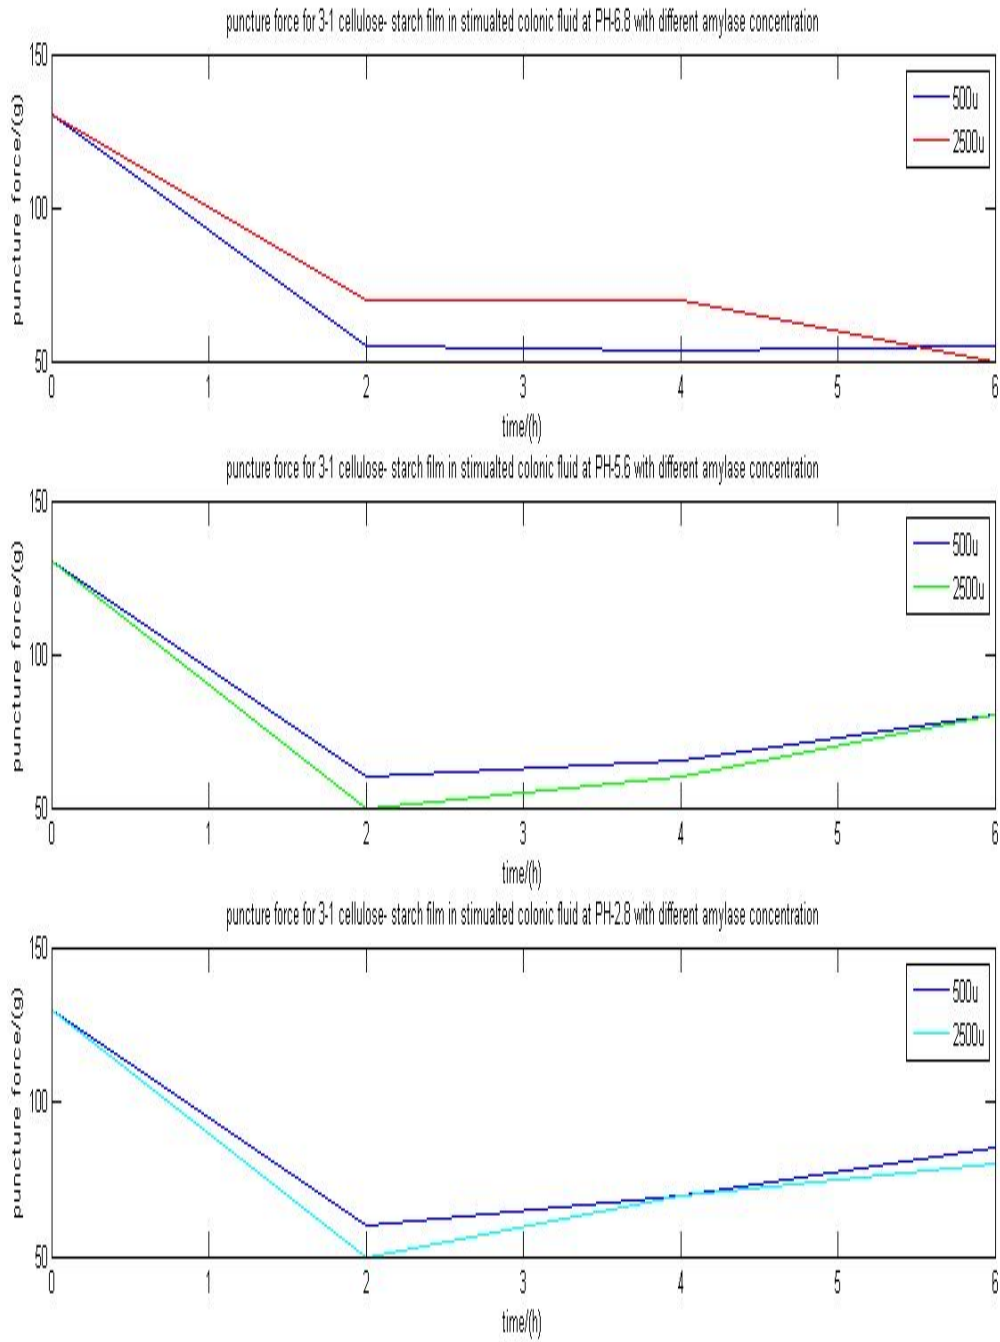 puncture force for 3-1 cellulose- starch film in stimualted colonic fluid at PH-6.8 with different amylase concentration
150
100
50
puncture force/(g)
500u
2500u
0 1 2 3 4 5 6
time/(h)
puncture force for 3-1 cellulose- starch film in stimualted colonic fluid at PH-5.6 with different amylase concentration
150
100
50
puncture force/(g)
500u
2500u
0 1 2 3 4 5 6
time/(h)
puncture force for 3-1 cellulose- starch film in stimualted colonic fluid at PH-2.8 with different amylase concentration
150
100
50
puncture force/(g)
500u
2500u
0 1 2 3 4 5 6
time/(h)